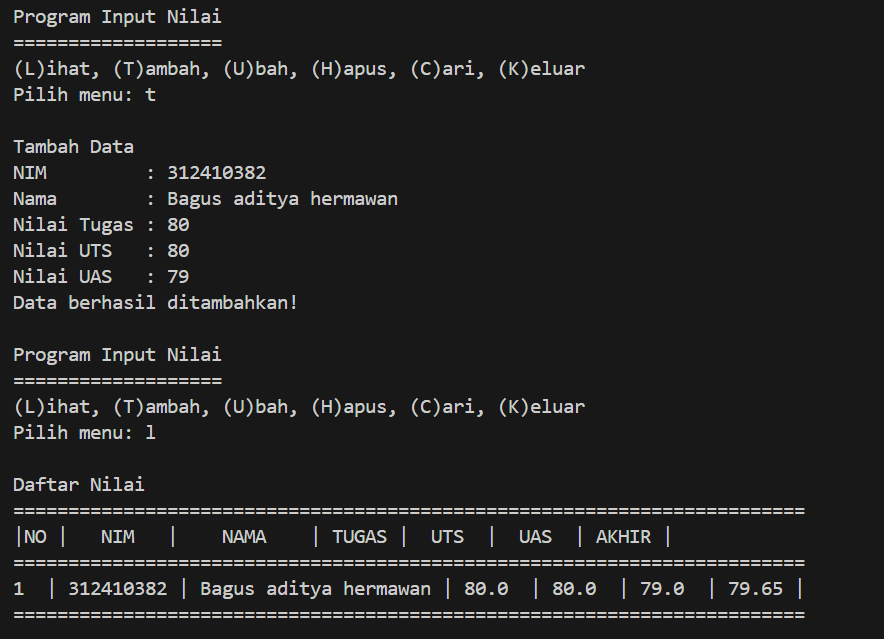 Program Input Nilai
===================
(L)ihat, (T)ambah, (U)bah, (H)apus, (C)ari, (K)eluar
Pilih menu: t
Tambah Data
NIM         : 312410382
Nama        : Bagus aditya hermawan
Nilai Tugas : 80
Nilai UTS   : 80
Nilai UAS   : 79
Data berhasil ditambahkan!
Program Input Nilai
===================
(L)ihat, (T)ambah, (U)bah, (H)apus, (C)ari, (K)eluar
Pilih menu: l
Daftar Nilai
========================================================================
|NO |   NIM   |    NAMA    | TUGAS |  UTS  |  UAS  | AKHIR |
========================================================================
1  | 312410382 | Bagus aditya hermawan | 80.0  | 80.0  | 79.0  | 79.65 |
========================================================================